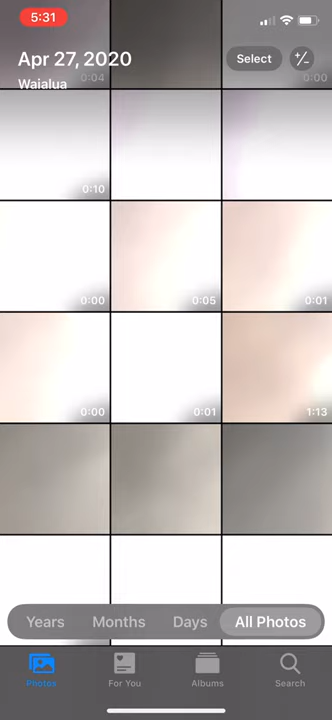 5:31
Apr 27, 2020
Waialua
Select
0:04
0:00
0:10
0:00
0:05
0:01
0:00
0:01
1:13
Years
Months
Days
All Photos
Photos
For You
Albums
Search